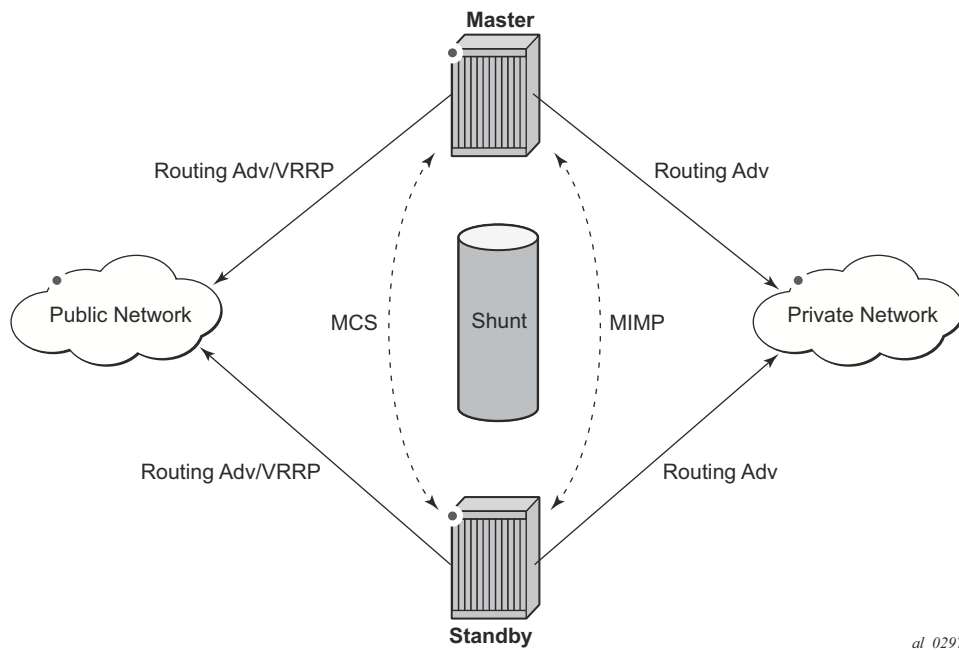 Master
Routing Adv/VRRP
Routing Adv
Public Network
MCS
Shunt
MIMP
Private Network
Routing Adv/VRRP
Routing Adv
Standby